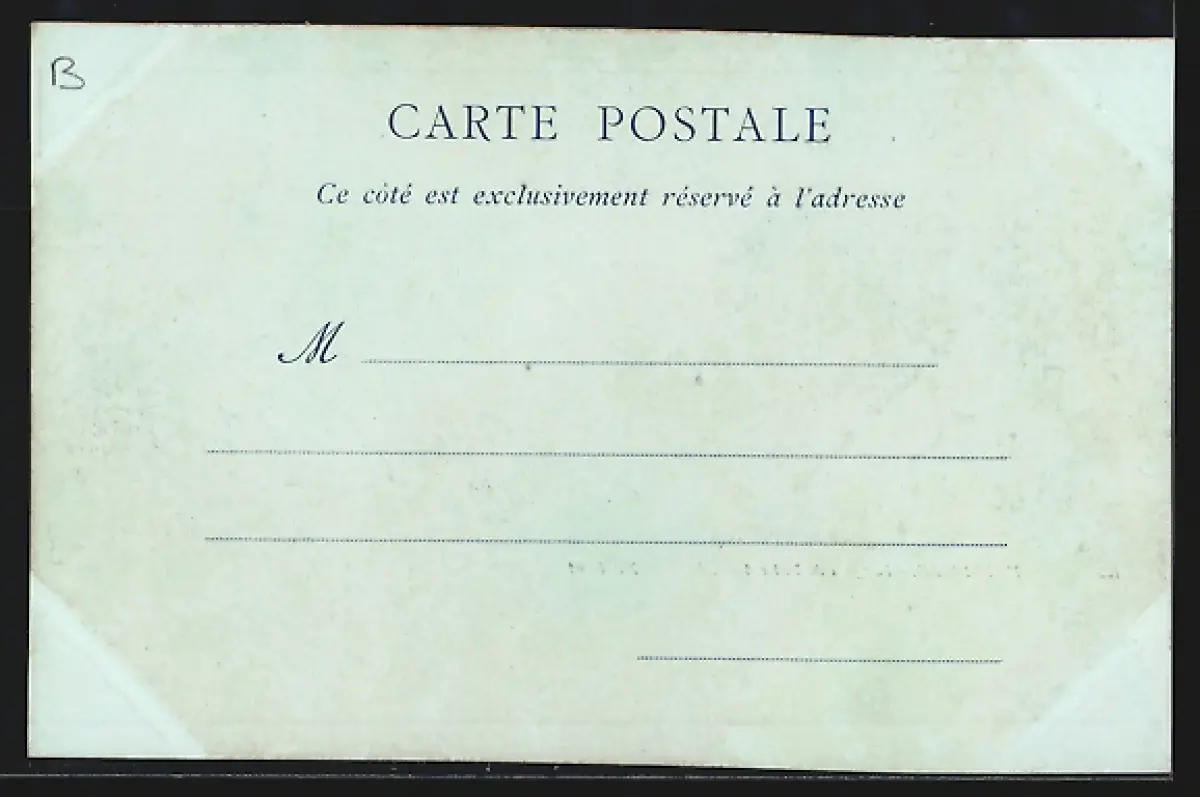 B
CARTE POSTALE
Ce côté est exclusivement réservé à l'adresse
M